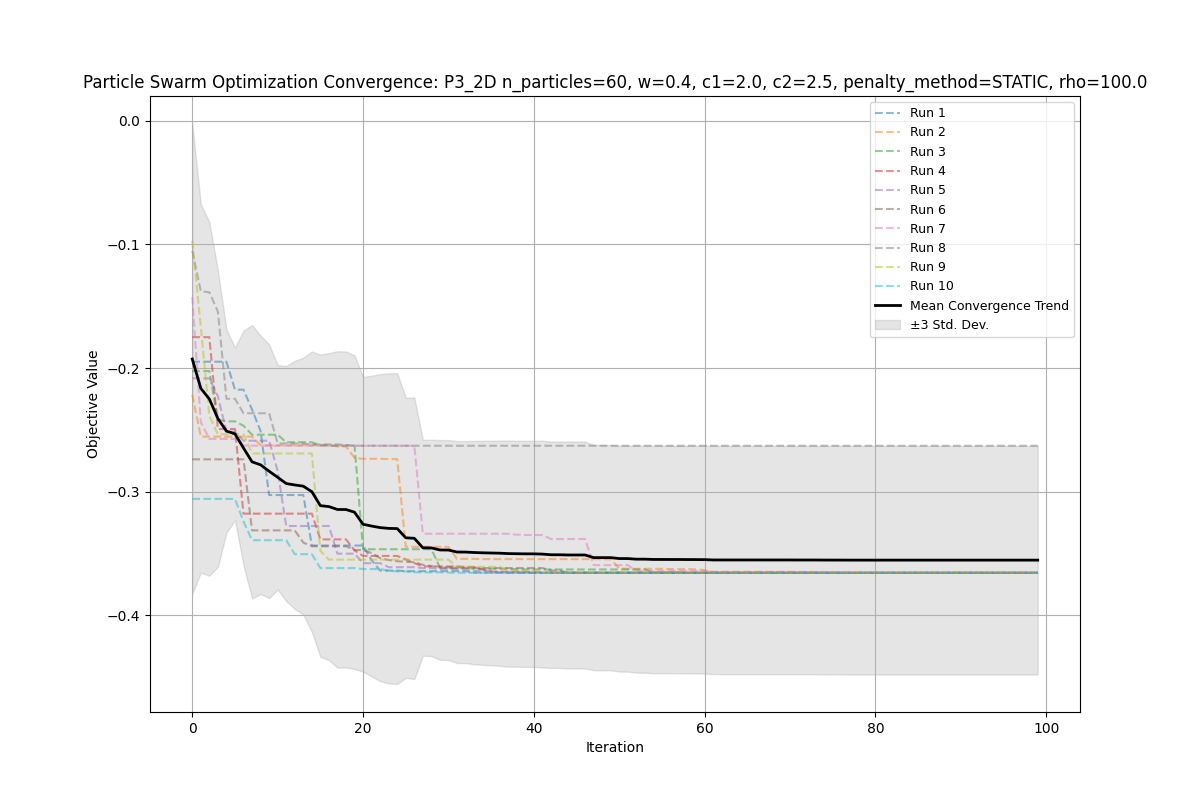 Particle Swarm Optimization Convergence: P3_2D n_particles=60, w=0.4, c1=2.0, c2=2.5, penalty_method=STATIC, rho=100.0
Objective Value
0.0
−0.1
−0.2
−0.3
−0.4
Run 1
Run 2
Run 3
Run 4
Run 5
Run 6
Run 7
Run 8
Run 9
Run 10
Mean Convergence Trend
±3 Std. Dev.
0 20 40 60 80 100
Iteration